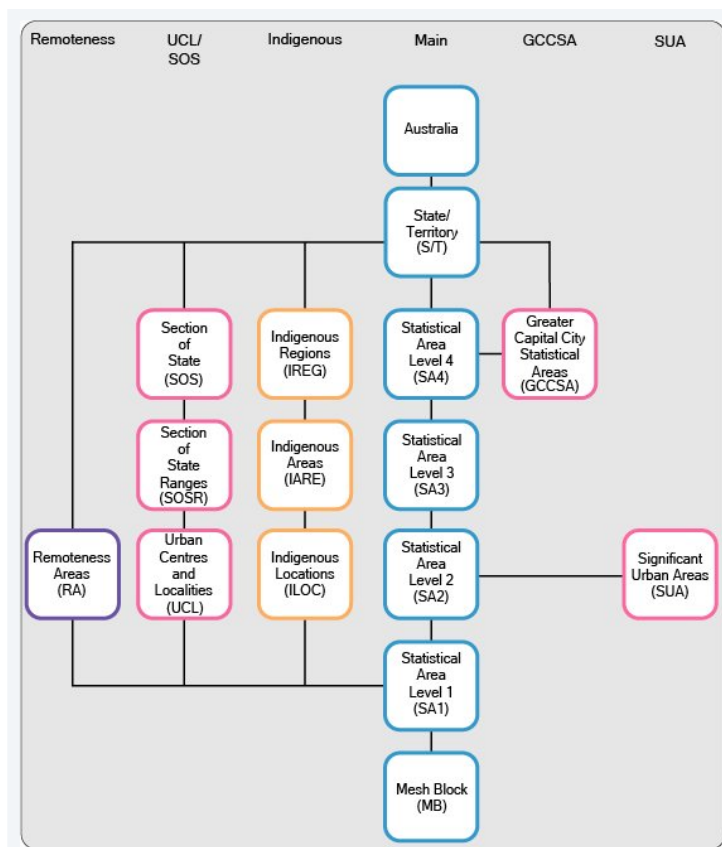 Remoteness
UCL/
SOS
Indigenous
Main
GCCSA
SUA
Australia
State/
Territory
(S/T)
Section
of
State
(SOS)
Indigenous
Regions
(IREG)
Statistical
Area
Level 4
(SA4)
Greater
Capital City
Statistical
Areas
(GCCSA)
Section
of
State
Ranges
(SOSR)
Indigenous
Areas
(IARE)
Statistical
Area
Level 3
(SA3)
Remoteness
Areas
(RA)
Urban
Centres
and
Localities
(UCL)
Indigenous
Locations
(ILOC)
Statistical
Area
Level 2
(SA2)
Significant
Urban Areas
(SUA)
Statistical
Area
Level 1
(SA1)
Mesh Block
(MB)